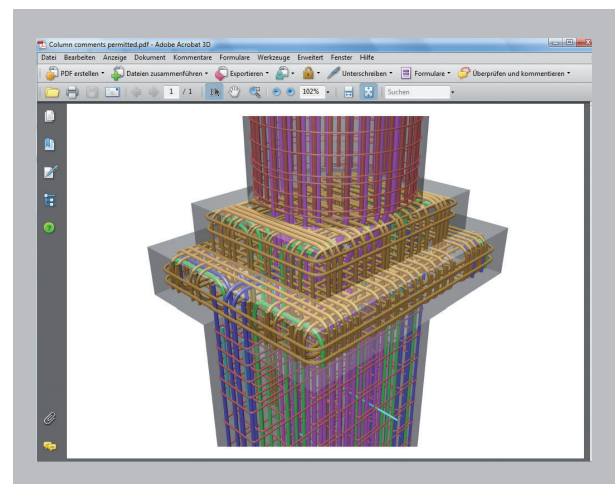 Column comments permitted.pdf - Adobe Acrobat 3D
Datei Bearbeiten Anzeige Dokument Kommentare Formulare Werkzeuge Erweitert Fenster Hilfe
PDF erstellen Dateien zusammenführen Exportieren Unterschreiben Formulare Überprüfen und kommentieren
1 / 1 102% Suchen